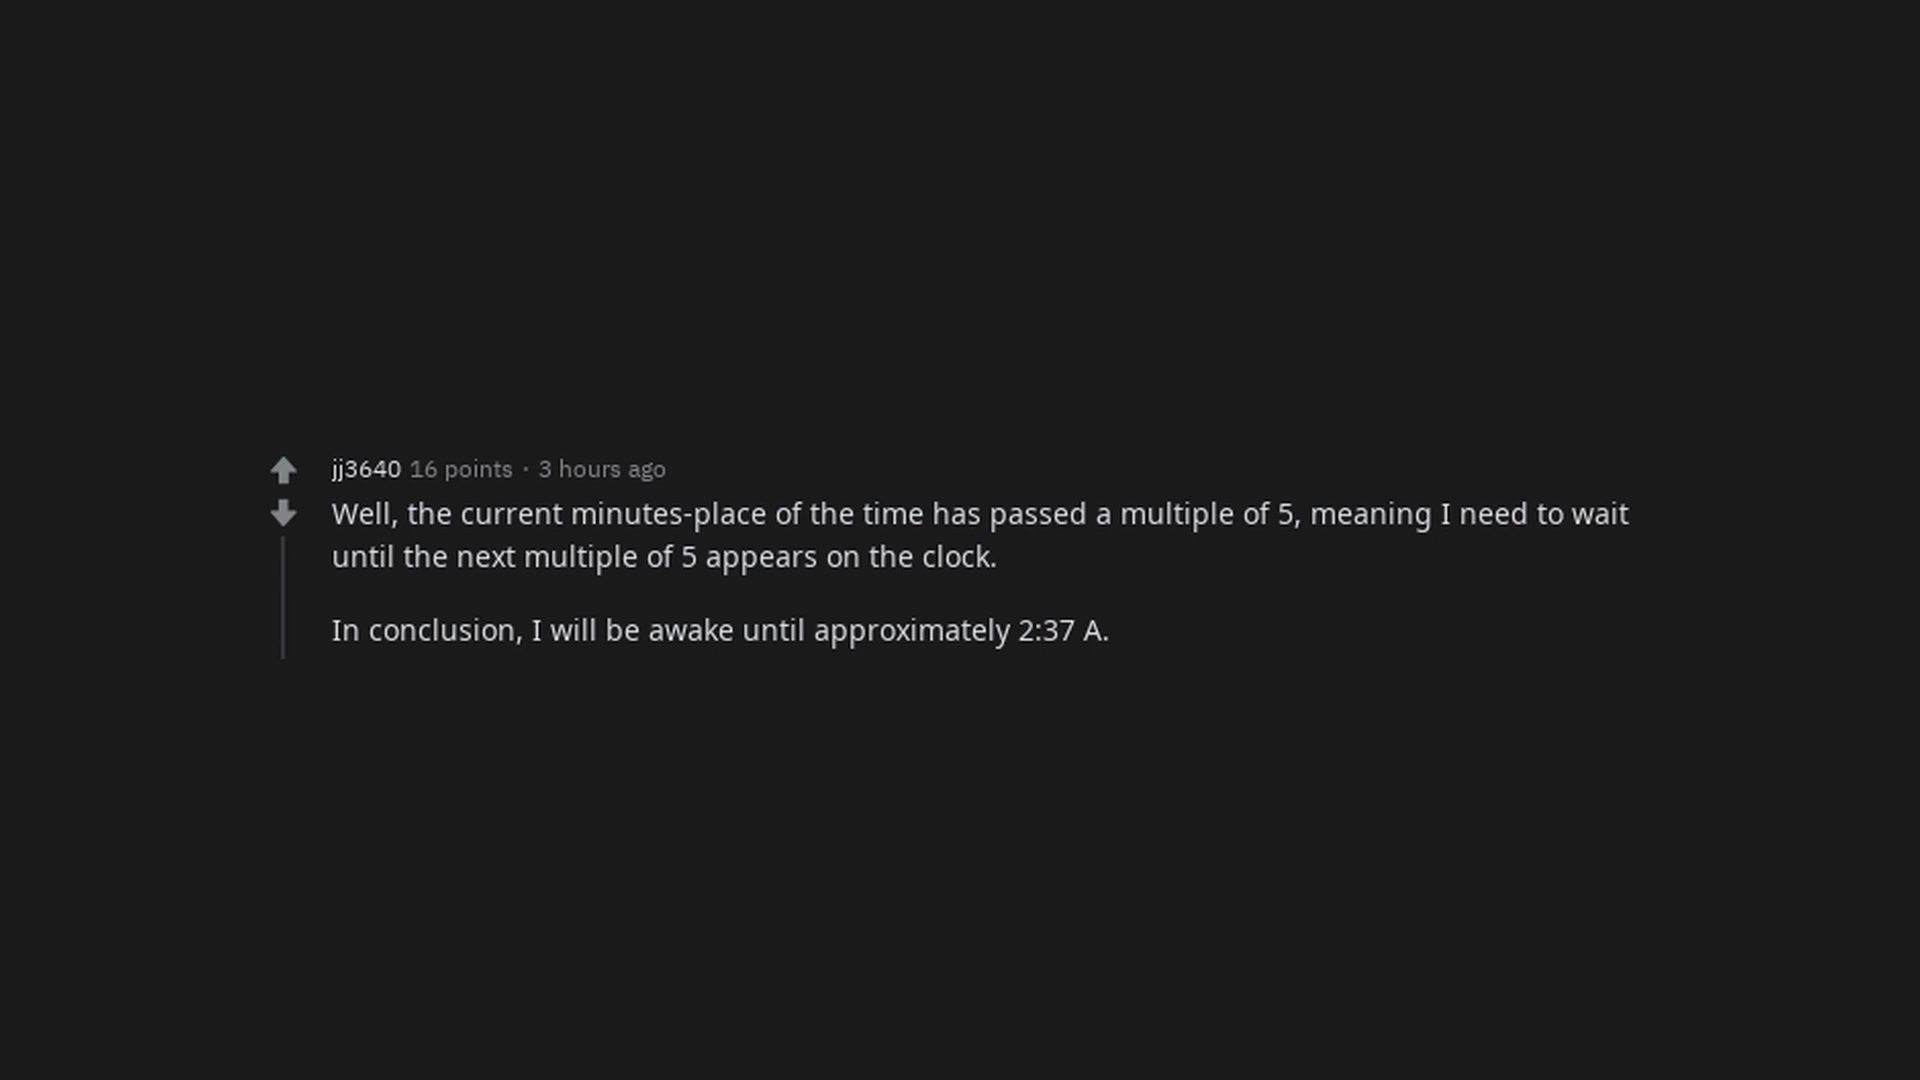 jj3640 16 points · 3 hours ago
Well, the current minutes-place of the time has passed a multiple of 5, meaning I need to wait
until the next multiple of 5 appears on the clock.
In conclusion, I will be awake until approximately 2:37 A.